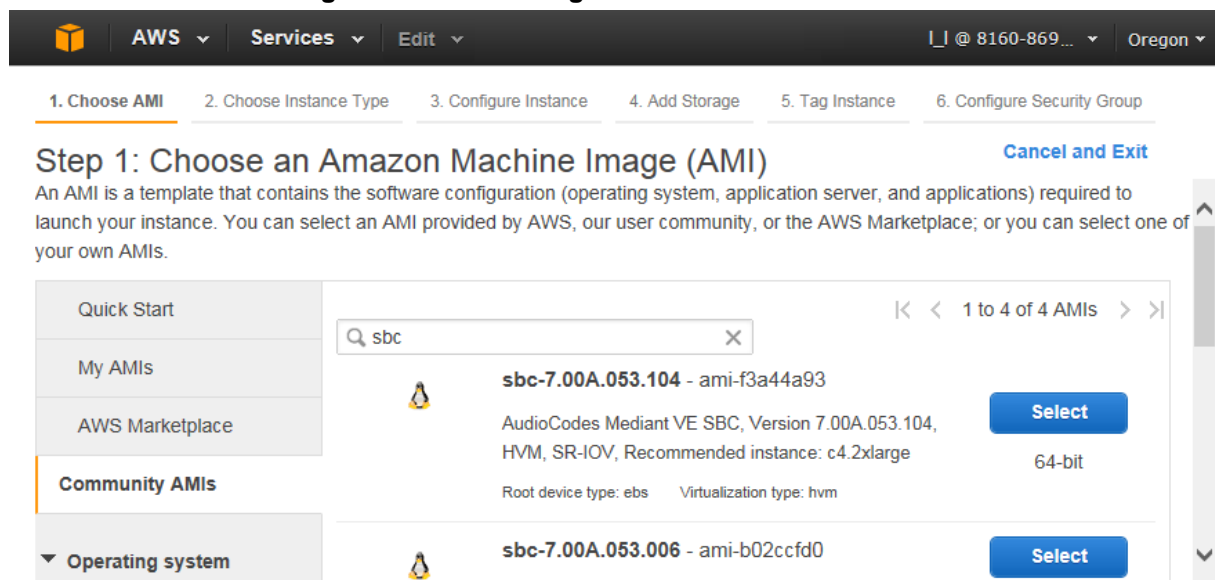 AWS Services Edit I_I @ 8160-869... Oregon
1. Choose AMI 2. Choose Instance Type 3. Configure Instance 4. Add Storage 5. Tag Instance 6. Configure Security Group
Step 1: Choose an Amazon Machine Image (AMI) Cancel and Exit
An AMI is a template that contains the software configuration (operating system, application server, and applications) required to
launch your instance. You can select an AMI provided by AWS, our user community, or the AWS Marketplace; or you can select one of
your own AMIs.
Quick Start
My AMIs
AWS Marketplace
Community AMIs
Operating system
1 to 4 of 4 AMIs
sbc
sbc-7.00A.053.104 - ami-f3a44a93
AudioCodes Mediant VE SBC, Version 7.00A.053.104,
HVM, SR-IOV, Recommended instance: c4.2xlarge
Root device type: ebs Virtualization type: hvm
Select
64-bit
sbc-7.00A.053.006 - ami-b02ccfd0
Select